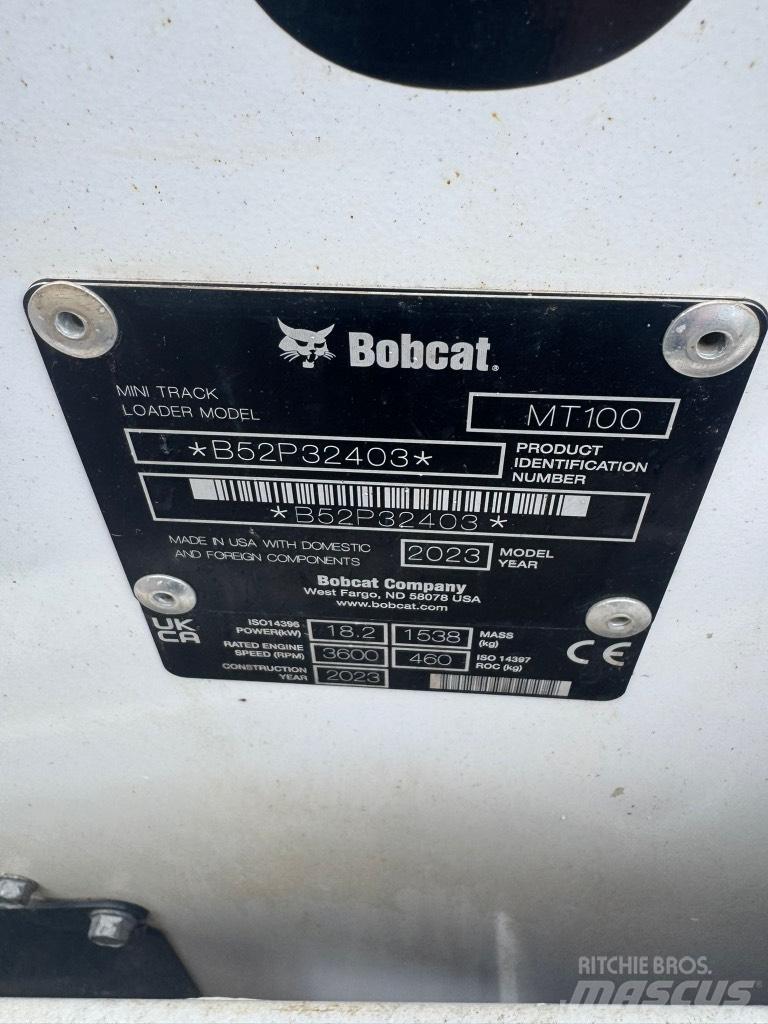 Bobcat®
MINI TRACK
LOADER MODEL
MT100
*B52P32403*
PRODUCT
IDENTIFICATION
NUMBER
*B52P32403*
MADE IN USA WITH DOMESTIC
AND FOREIGN COMPONENTS
2023
MODEL
YEAR
Bobcat Company
West Fargo, ND 58078 USA
www.bobcat.com
UK
CA
ISO14396
POWER(kW)
18.2
1538
MASS
(kg)
RATED ENGINE
SPEED (RPM)
3600
460
ISO 14397
ROC (kg)
CONSTRUCTION
YEAR
2023
CE
RITCHIE BROS.
MASCUS